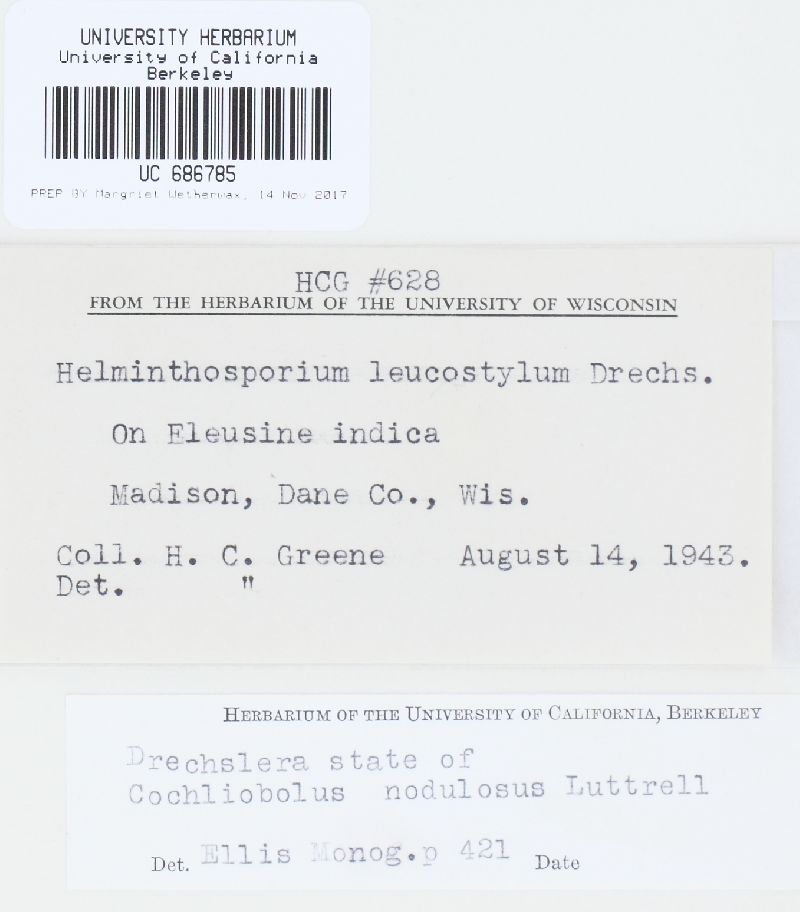 UNIVERSITY HERBARIUM
University of California
Berkeley
UC 686785
PREP BY Margriet Wetherwax, 14 Nov 2017
HCG #628
FROM THE HERBARIUM OF THE UNIVERSITY OF WISCONSIN
Helminthosporium leucostylum Drechs.
On Eleusine indica
Madison, Dane Co., Wis.
Coll. H. C. Greene August 14, 1943.
Det. "
HERBARIUM OF THE UNIVERSITY OF CALIFORNIA, BERKELEY
Drechslera state of
Cochliobolus nodulosus Luttrell
Det. Ellis Monog.p 421 Date